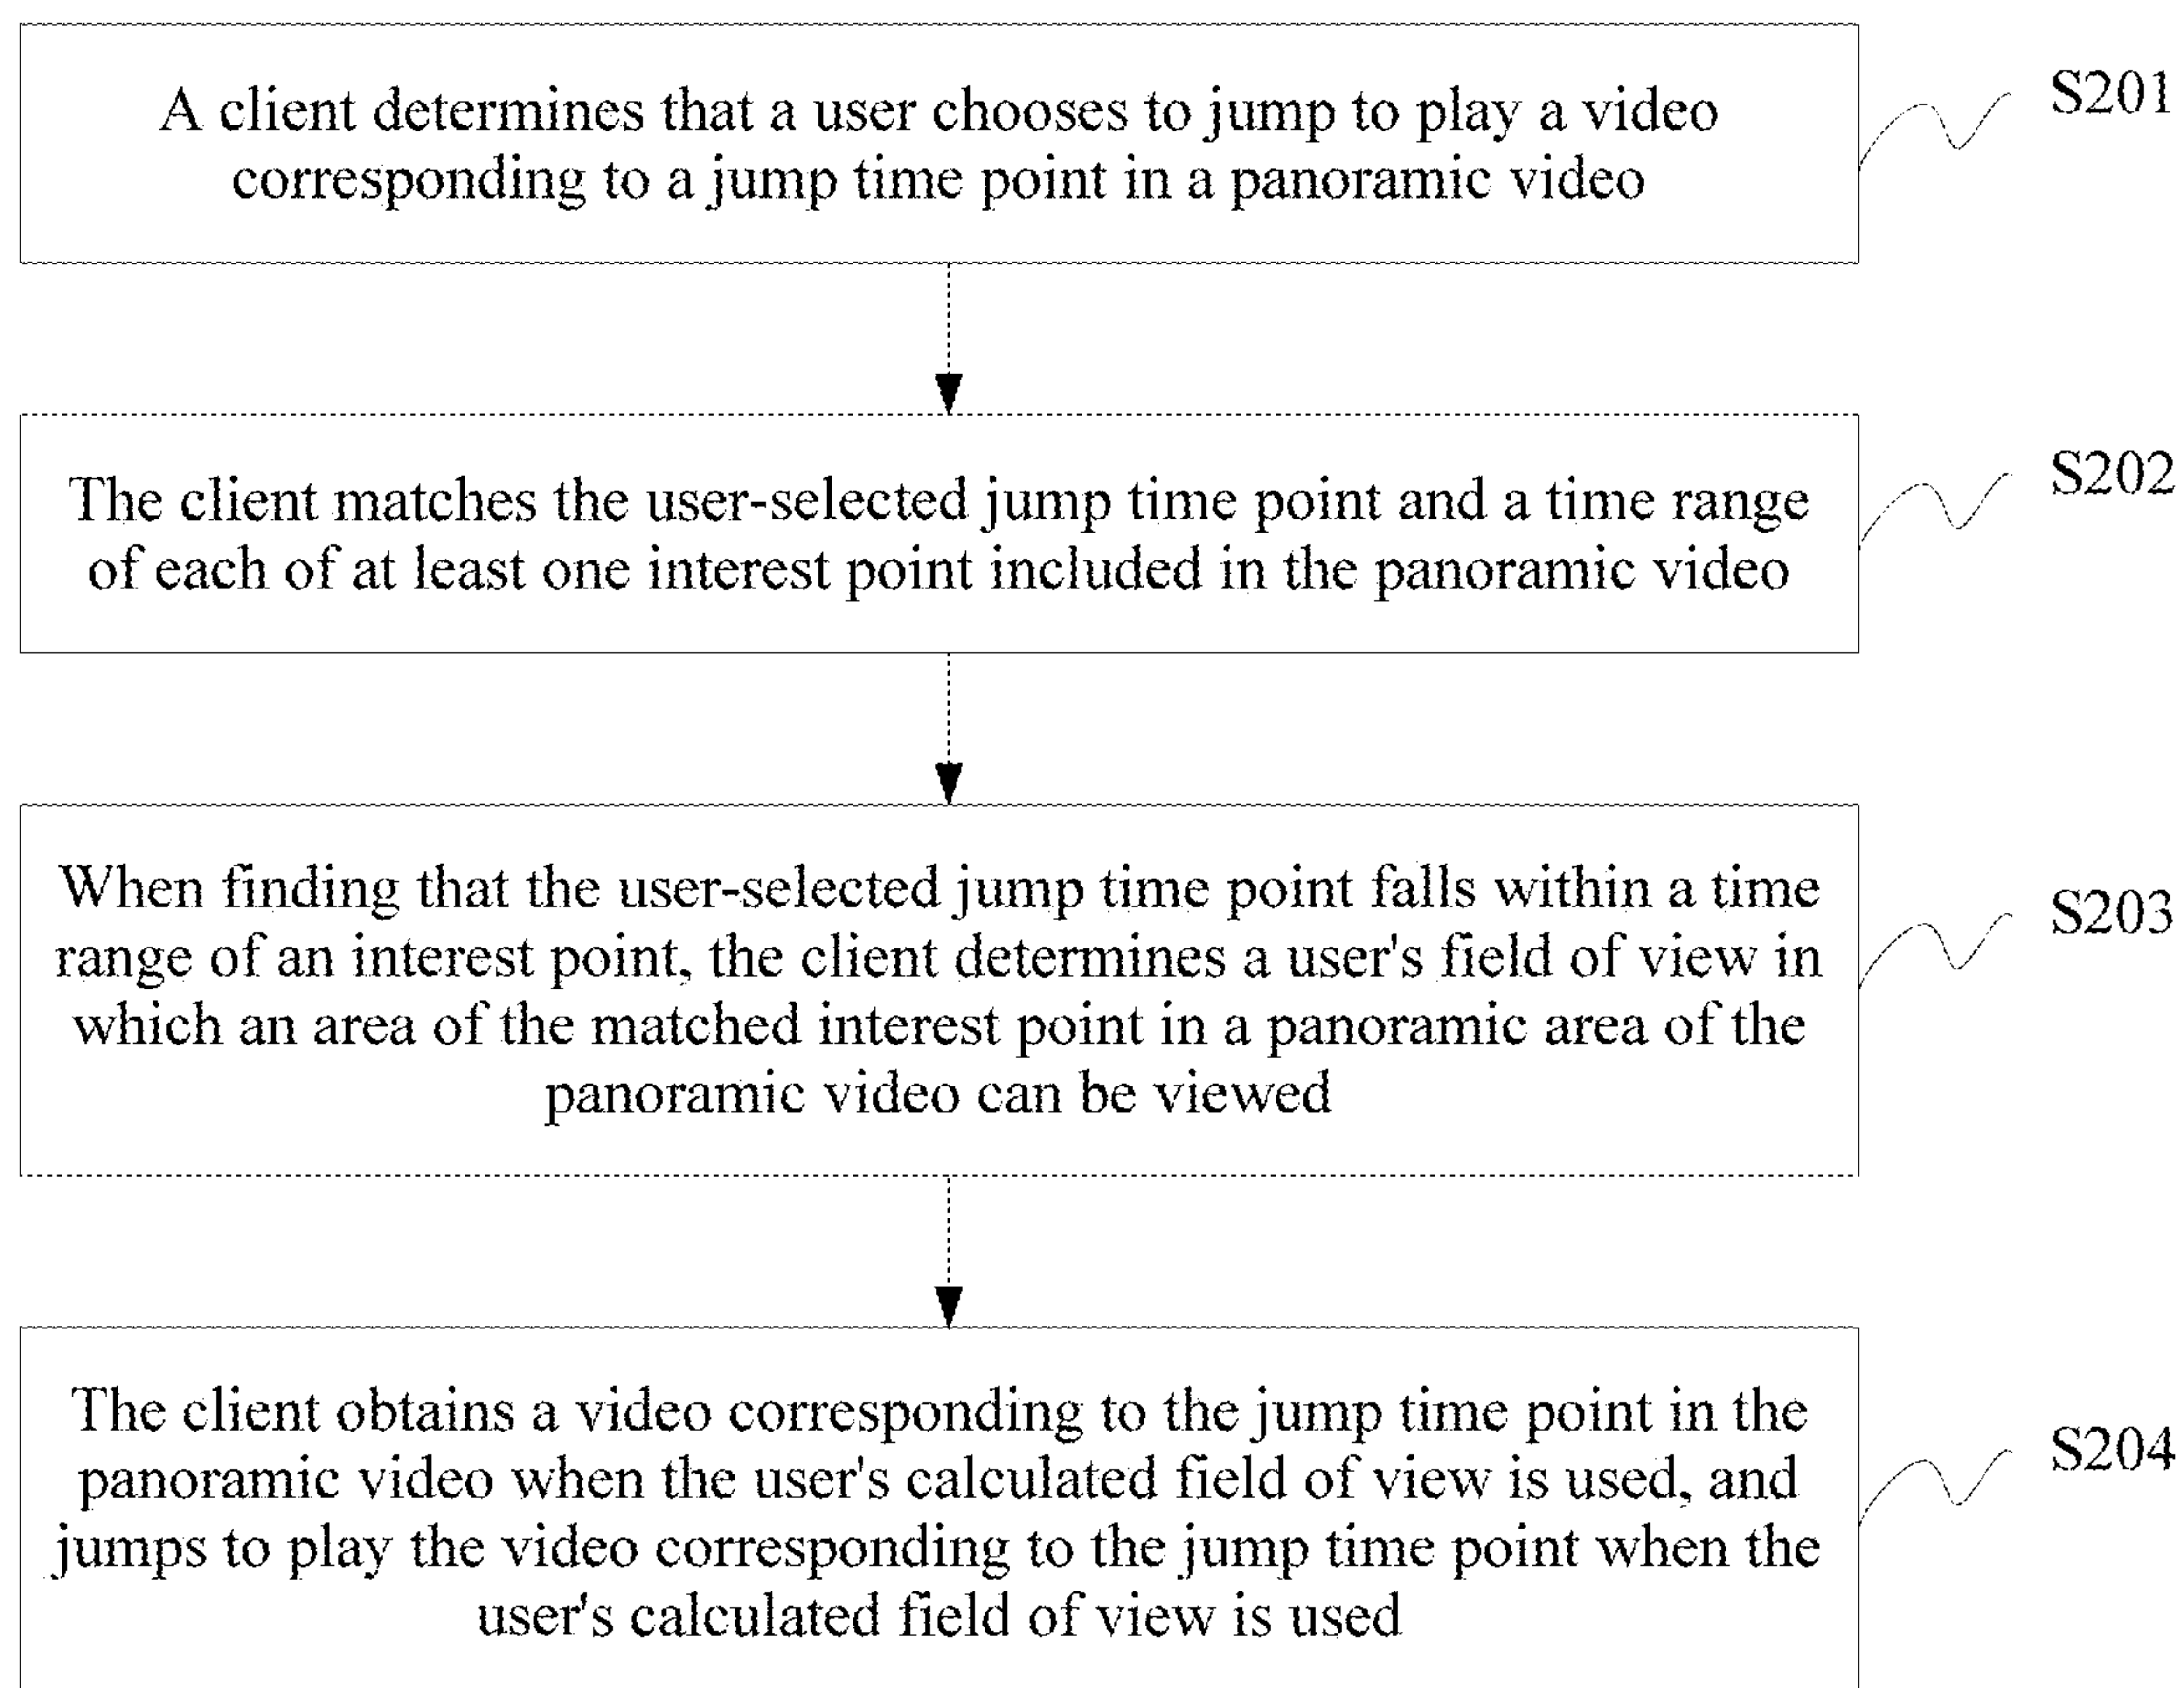 A client determines that a user chooses to jump to play a video
corresponding to a jump time point in a panoramic video
S201
The client matches the user-selected jump time point and a time range
of each of at least one interest point included in the panoramic video
S202
When finding that the user-selected jump time point falls within a time
range of an interest point, the client determines a user's field of view in
which an area of the matched interest point in a panoramic area of the
panoramic video can be viewed
S203
The client obtains a video corresponding to the jump time point in the
panoramic video when the user's calculated field of view is used, and
jumps to play the video corresponding to the jump time point when the
user's calculated field of view is used
S204